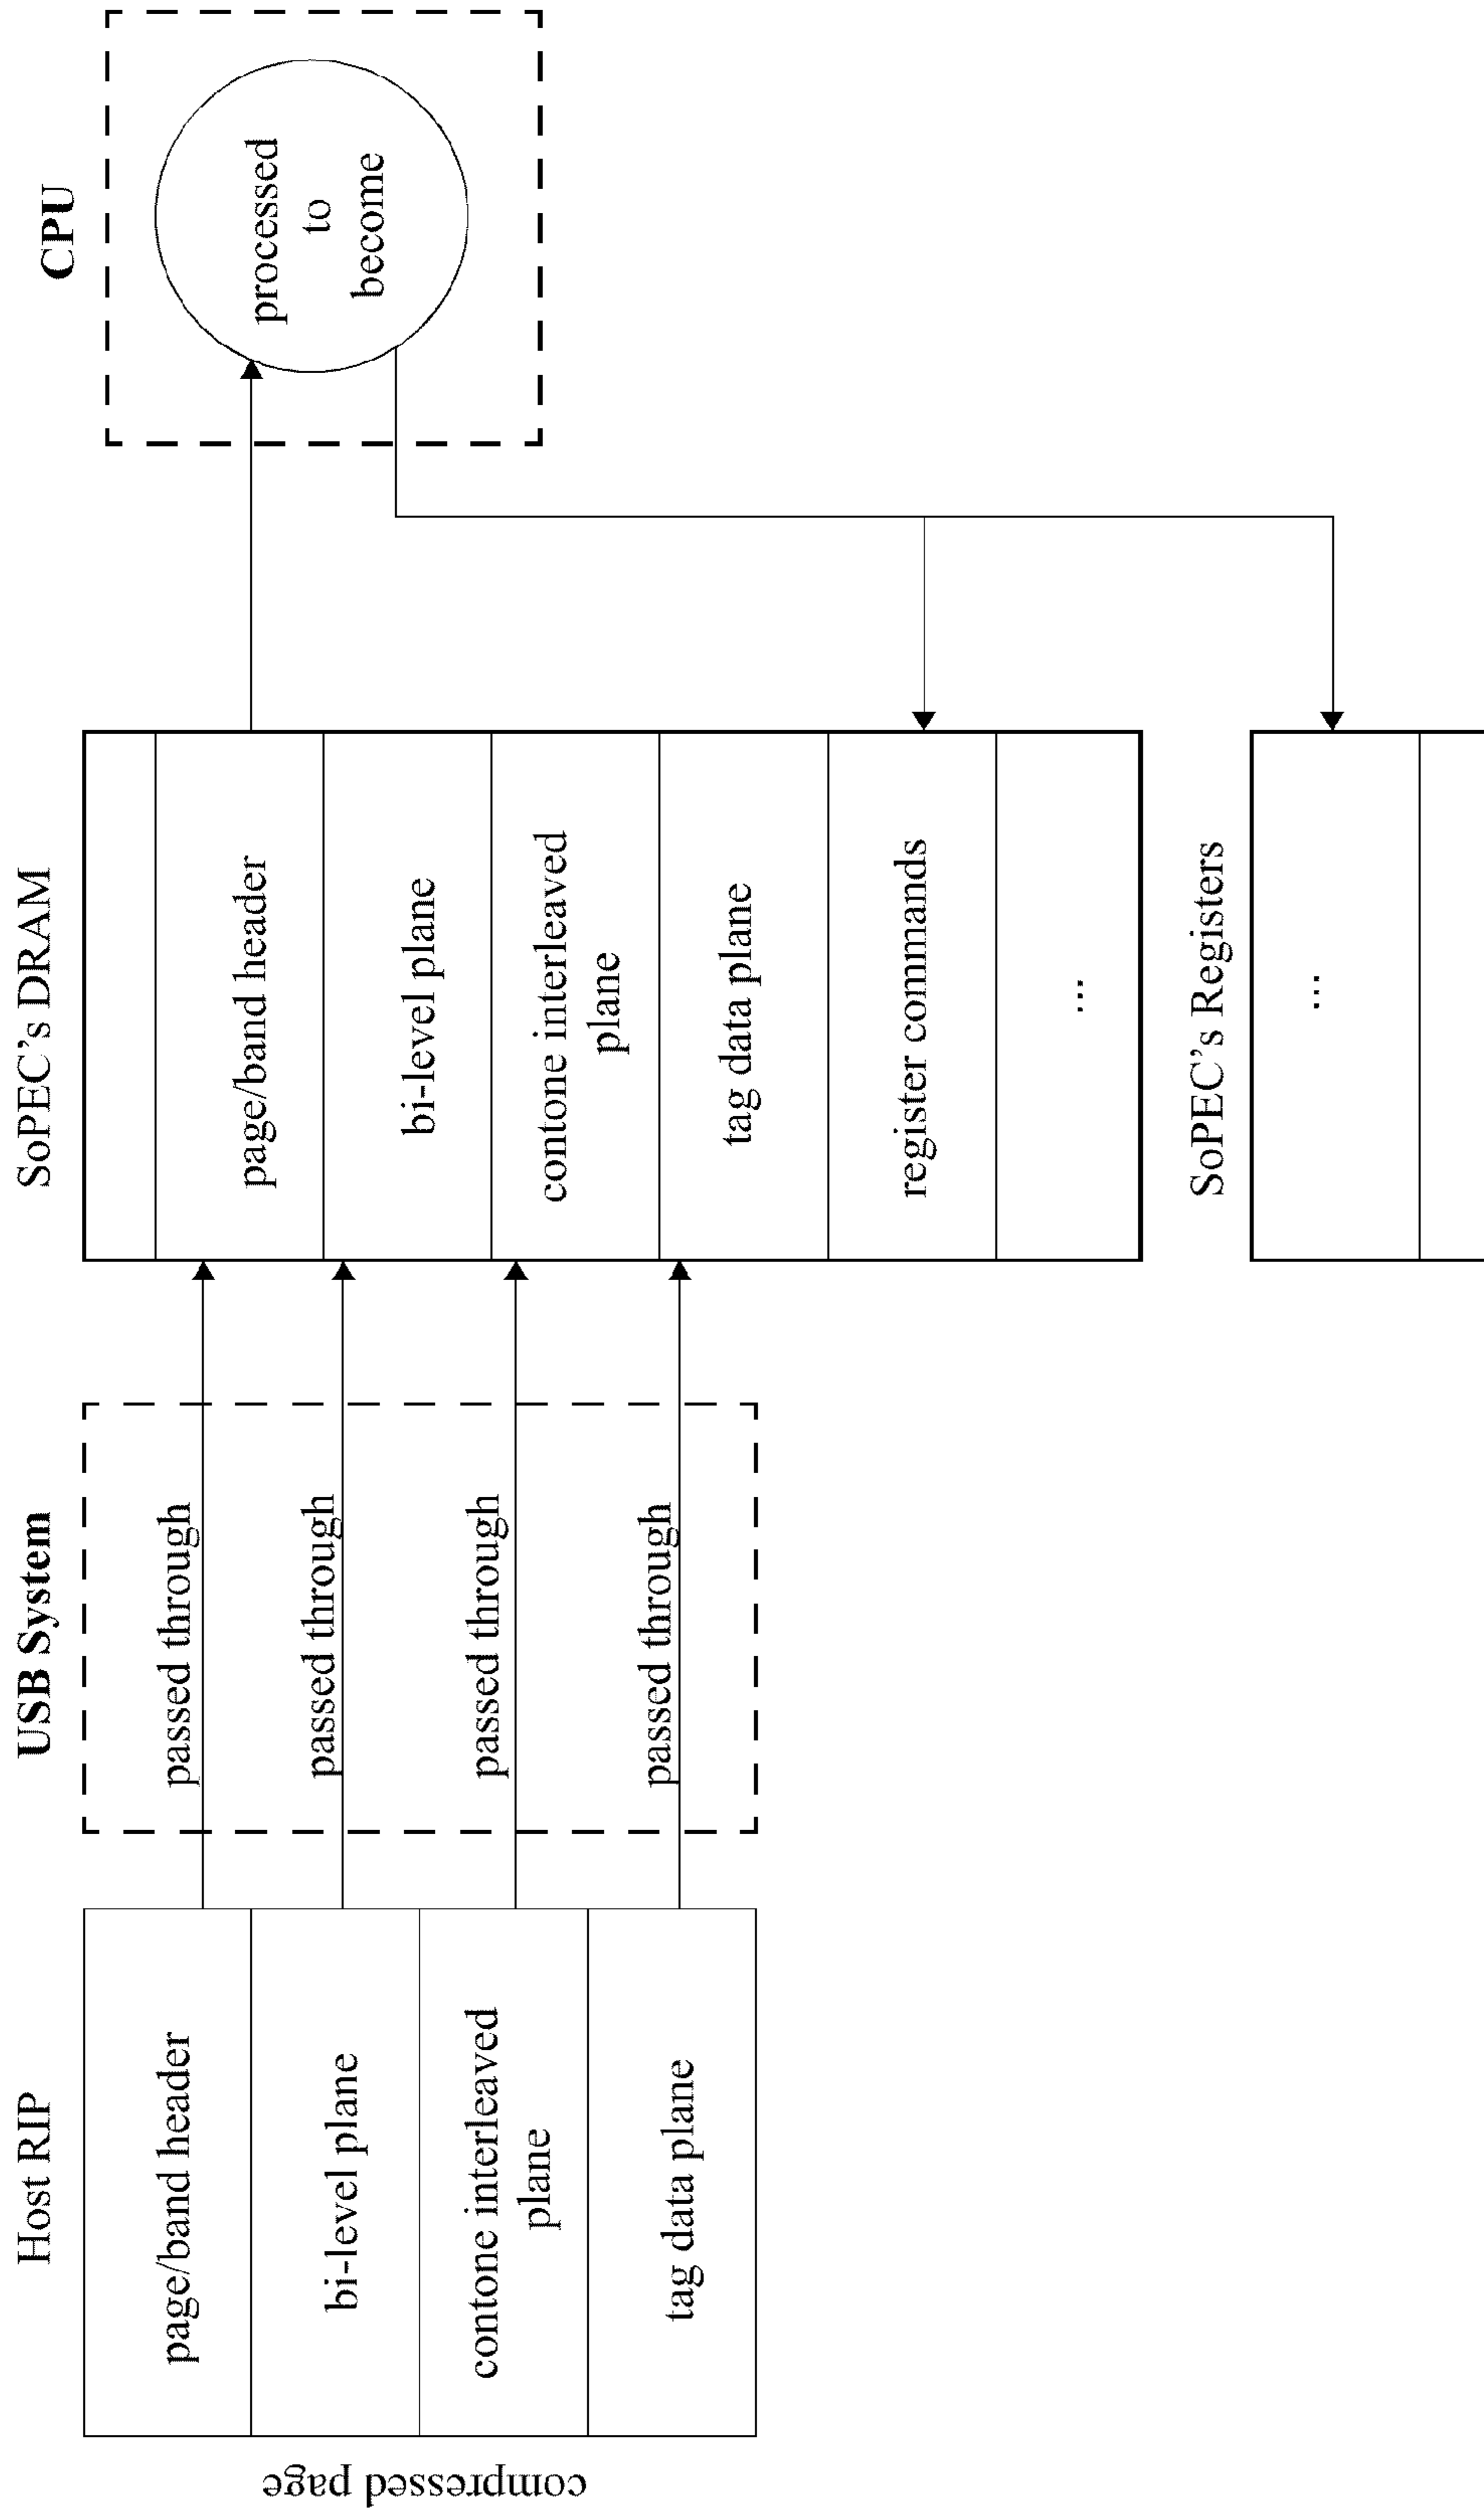 Host RIP
USB System
SoPEC's DRAM
CPU
compressed page
page/band header
bi-level plane
contone interleaved
plane
tag data plane
passed through
passed through
passed through
passed through
page/band header
bi-level plane
contone interleaved
plane
tag data plane
register commands
...
processed
to
become
SoPEC's Registers
...